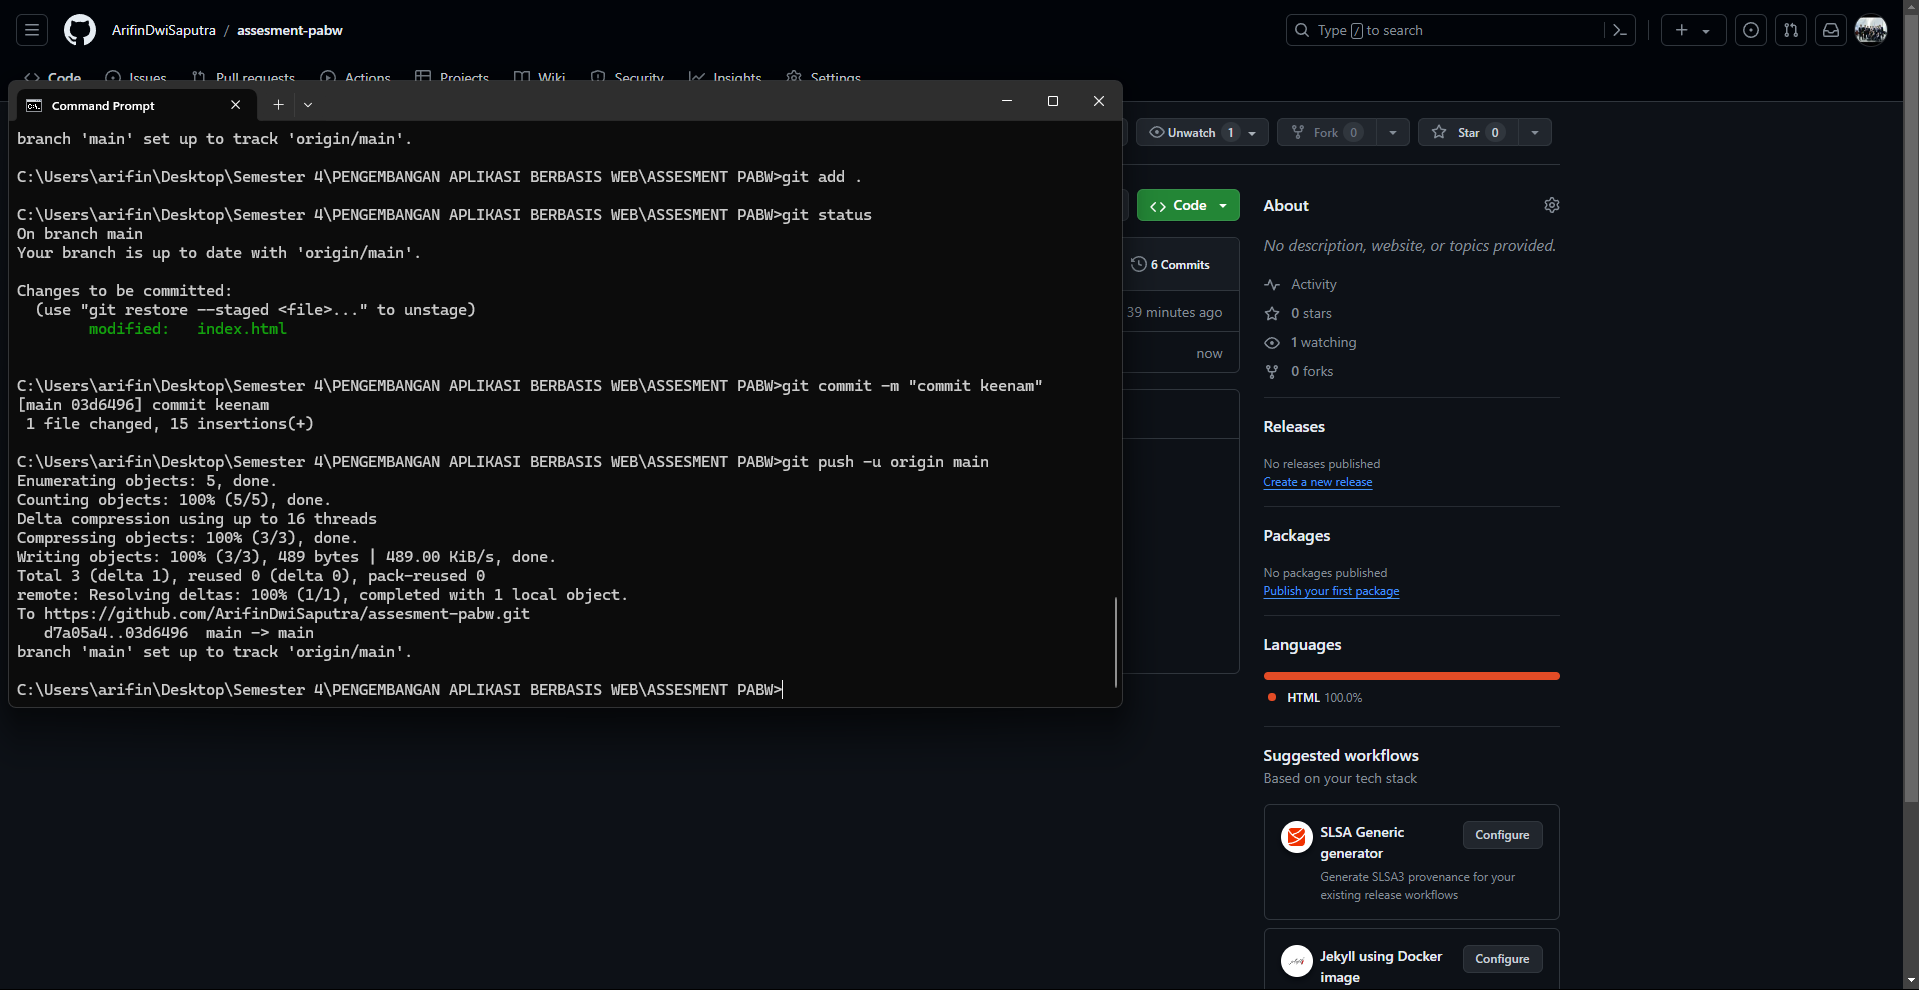 ArifinDwiSaputra / assesment-pabw
Type / to search
Code Issues Pull requests Actions Projects Wiki Security Insights Settings
Command Prompt
branch 'main' set up to track 'origin/main'.
C:\Users\arifin\Desktop\Semester 4\PENGEMBANGAN APLIKASI BERBASIS WEB\ASSESMENT PABW>git add .
C:\Users\arifin\Desktop\Semester 4\PENGEMBANGAN APLIKASI BERBASIS WEB\ASSESMENT PABW>git status
On branch main
Your branch is up to date with 'origin/main'.
Changes to be committed:
(use "git restore --staged <file>..." to unstage)
modified: index.html
C:\Users\arifin\Desktop\Semester 4\PENGEMBANGAN APLIKASI BERBASIS WEB\ASSESMENT PABW>git commit -m "commit keenam"
[main 03d6496] commit keenam
1 file changed, 15 insertions(+)
C:\Users\arifin\Desktop\Semester 4\PENGEMBANGAN APLIKASI BERBASIS WEB\ASSESMENT PABW>git push -u origin main
Enumerating objects: 5, done.
Counting objects: 100% (5/5), done.
Delta compression using up to 16 threads
Compressing objects: 100% (3/3), done.
Writing objects: 100% (3/3), 489 bytes | 489.00 KiB/s, done.
Total 3 (delta 1), reused 0 (delta 0), pack-reused 0
remote: Resolving deltas: 100% (1/1), completed with 1 local object.
To https://github.com/ArifinDwiSaputra/assesment-pabw.git
d7a05a4..03d6496 main -> main
branch 'main' set up to track 'origin/main'.
C:\Users\arifin\Desktop\Semester 4\PENGEMBANGAN APLIKASI BERBASIS WEB\ASSESMENT PABW>
Unwatch 1 Fork 0 Star 0
Code
6 Commits
39 minutes ago
now
About
No description, website, or topics provided.
Activity
0 stars
1 watching
0 forks
Releases
No releases published
Create a new release
Packages
No packages published
Publish your first package
Languages
HTML 100.0%
Suggested workflows
Based on your tech stack
SLSA Generic
generator
Configure
Generate SLSA3 provenance for your
existing release workflows
Jekyll using Docker
image
Configure